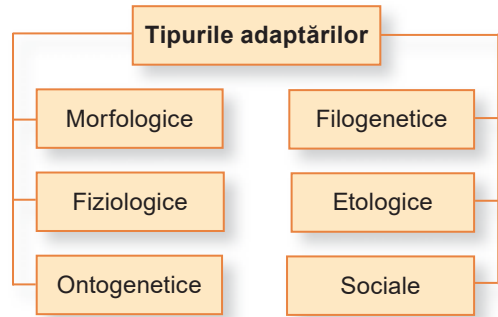 Tipurile adaptărilor
Morfologice
Filogenetice
Fiziologice
Etologice
Ontogenetice
Sociale